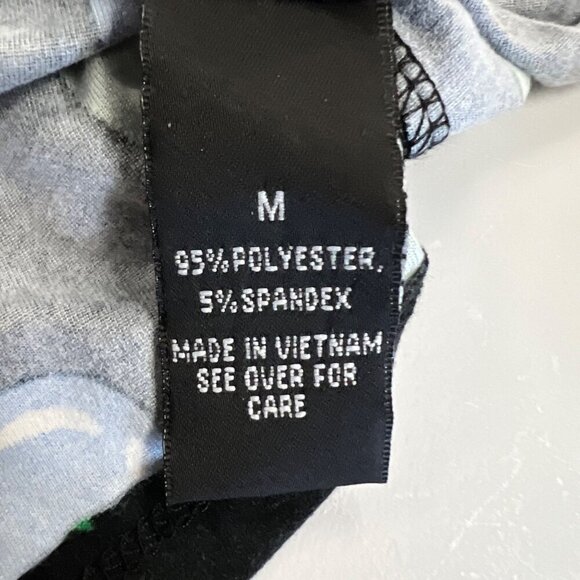 M
95% POLYESTER,
5% SPANDEX
MADE IN VIETNAM
SEE OVER FOR
CARE